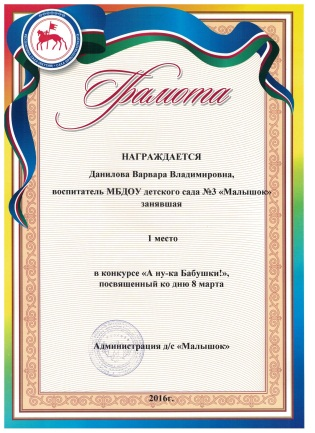 Грамота
НАГРАЖДАЕТСЯ
Данилова Варвара Владимировна,
воспитатель МБДОУ детского сада №3 «Малышок»
занявшая
1 место
в конкурсе «А ну-ка Бабушки!»,
посвященный ко дню 8 марта
Администрация д/с «Малышок»
2016г.